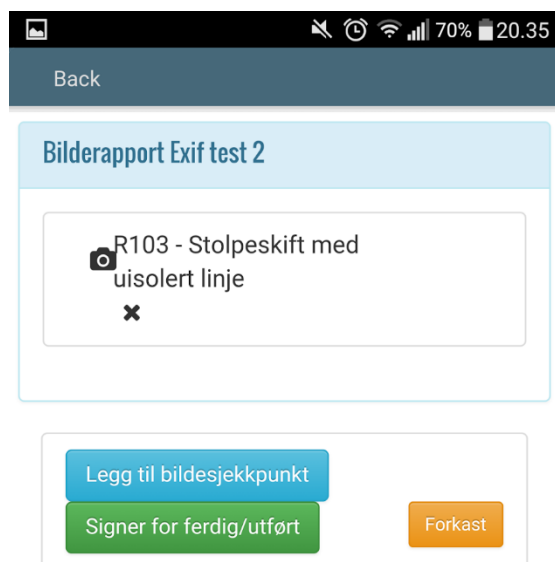 70% 20.35
Back
Bilderapport Exif test 2
R103 - Stolpeskift med
uisolert linje
Legg til bildesjekkpunkt
Signer for ferdig/utført
Forkast